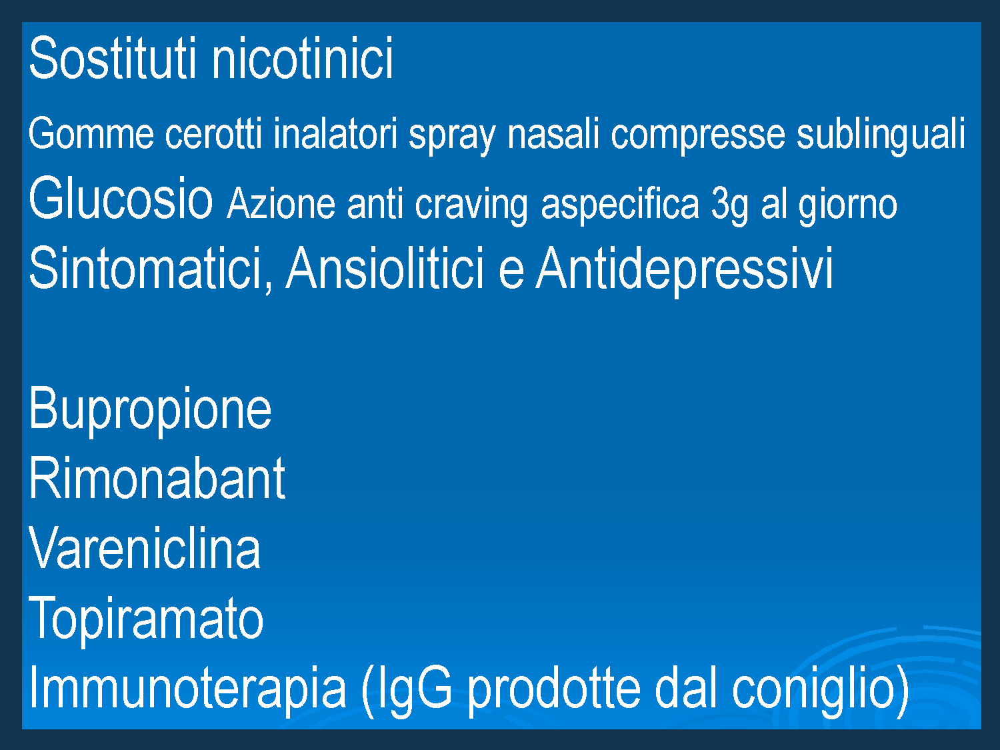 Sostituti nicotinici
Gomme cerotti inalatori spray nasali compresse sublinguali
Glucosio Azione anti craving aspecifica 3g al giorno
Sintomatici, Ansiolitici e Antidepressivi
Bupropione
Rimonabant
Vareniclina
Topiramato
Immunoterapia (IgG prodotte dal coniglio)